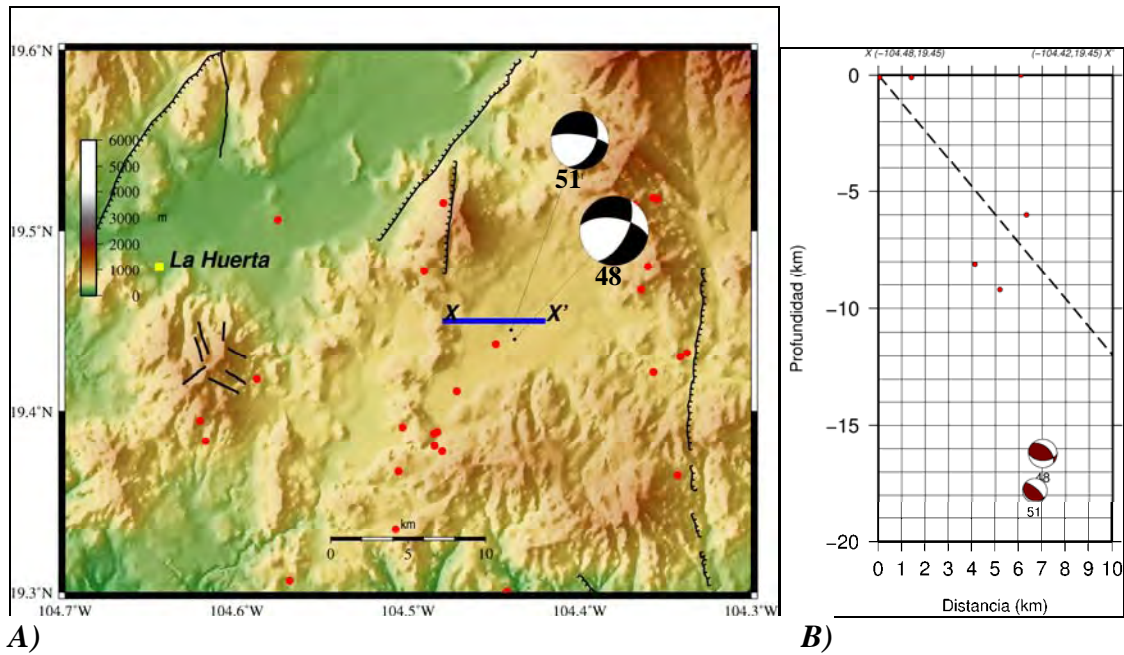 19.6˚N
19.5˚N
19.4˚N
19.3˚N
104.7˚W
104.6˚W
104.5˚W
104.4˚W
104.3˚W
6000
5000
4000
3000
2000
1000
0
m
La Huerta
51
48
X
X'
km
0
5
10
A)
X (−104.48,19.45)
(−104.42,19.45) X'
0
−5
−10
−15
−20
Profundidad (km)
48
51
0 1 2 3 4 5 6 7 8 9 10
Distancia (km)
B)